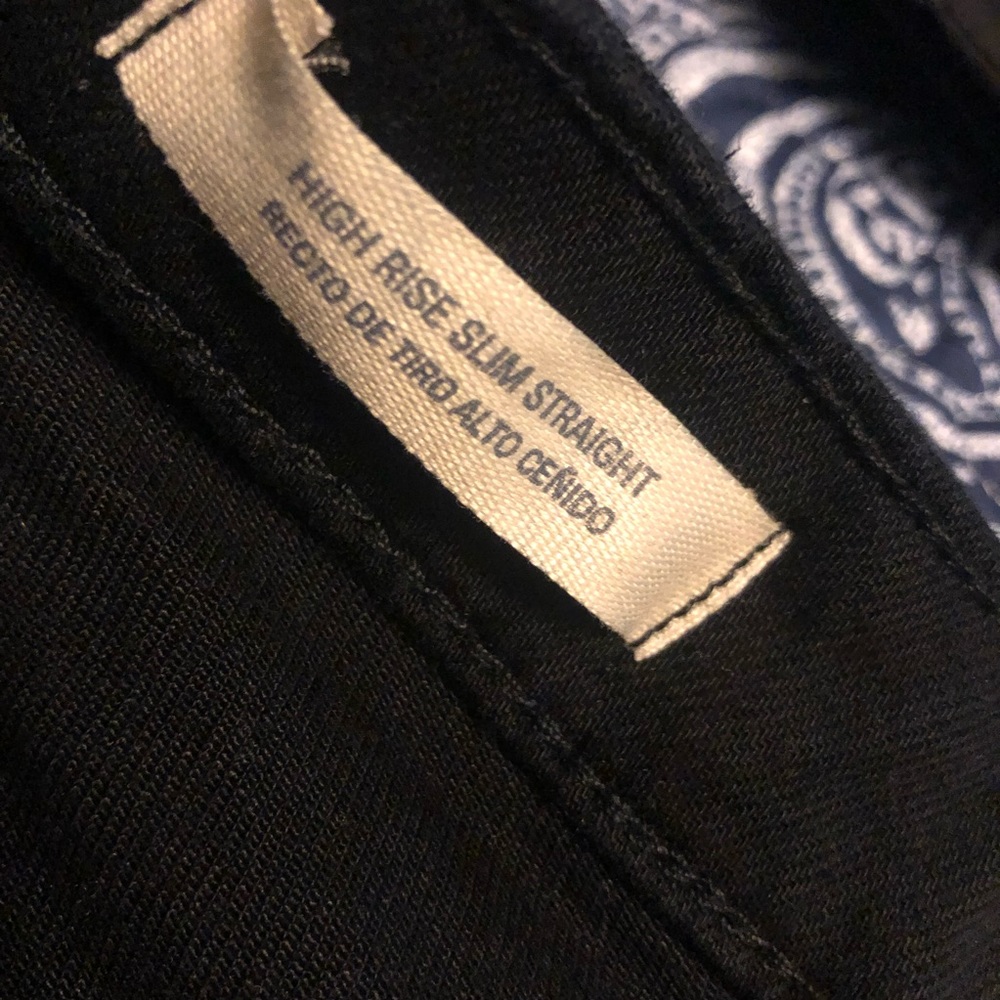 HIGH RISE SLIM STRAIGHT
RECTO DE TIRO ALTO CEÑIDO